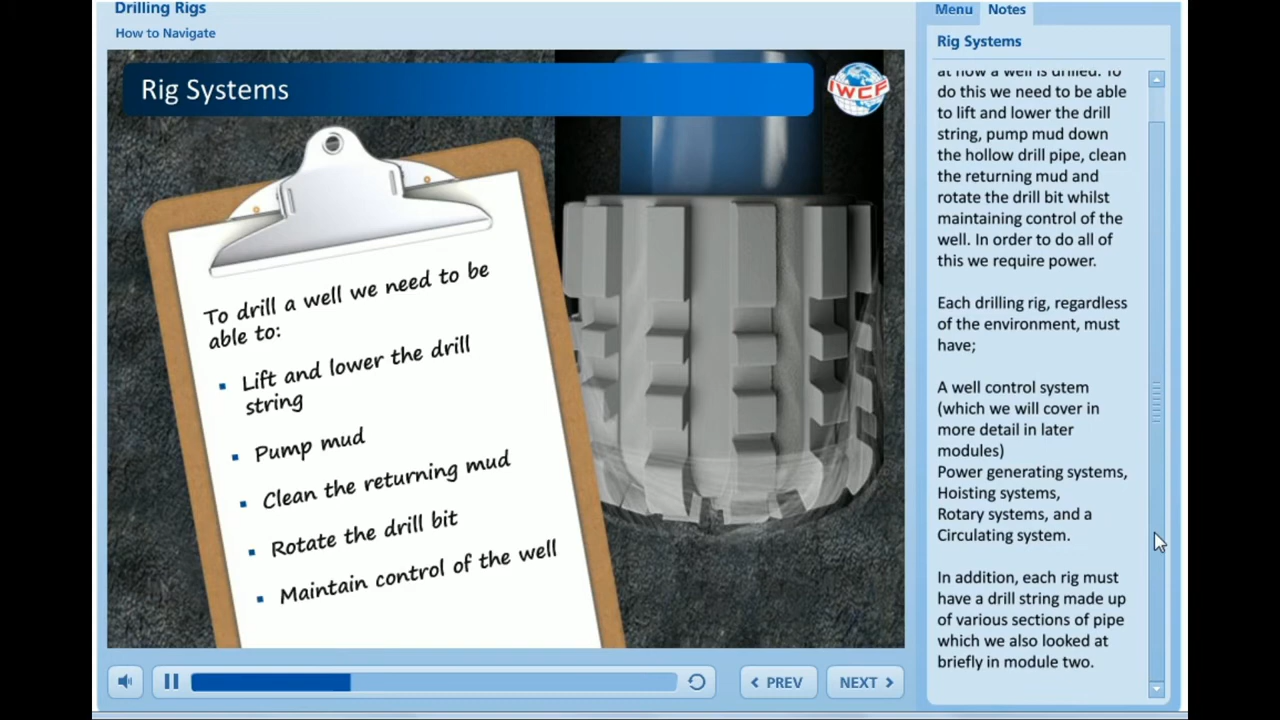 Drilling Rigs
How to Navigate
Rig Systems
IWCF
To drill a well we need to be
able to:
Lift and lower the drill
string
Pump mud
Clean the returning mud
Rotate the drill bit
Maintain control of the well
PREV
NEXT
Menu Notes
Rig Systems
at how a well is drilled. To
do this we need to be able
to lift and lower the drill
string, pump mud down
the hollow drill pipe, clean
the returning mud and
rotate the drill bit whilst
maintaining control of the
well. In order to do all of
this we require power.
Each drilling rig, regardless
of the environment, must
have;
A well control system
(which we will cover in
more detail in later
modules)
Power generating systems,
Hoisting systems,
Rotary systems, and a
Circulating system.
In addition, each rig must
have a drill string made up
of various sections of pipe
which we also looked at
briefly in module two.